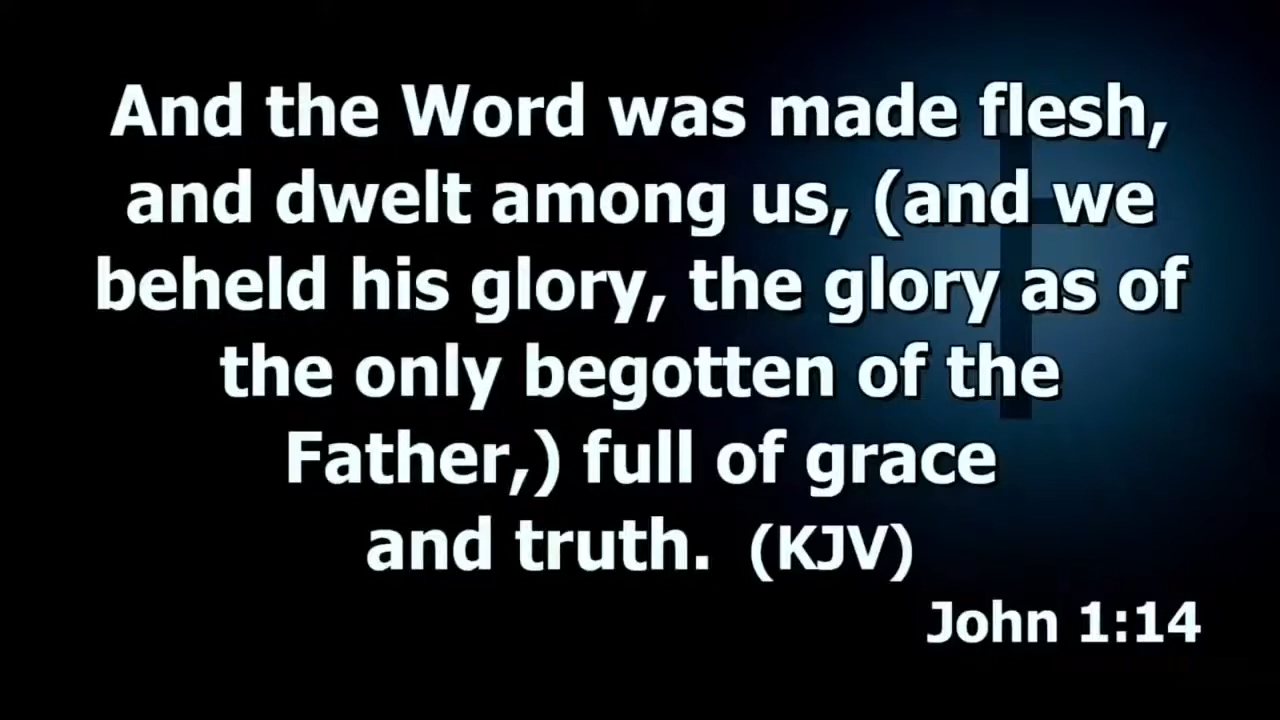 And the Word was made flesh,
and dwelt among us, (and we
beheld his glory, the glory as of
the only begotten of the
Father,) full of grace
and truth. (KJV)
John 1:14